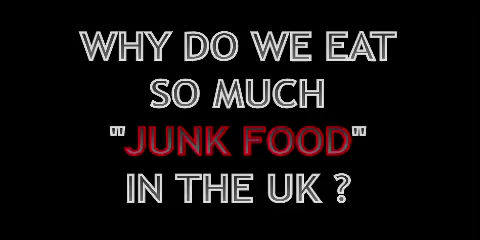 WHY DO WE EAT
SO MUCH
"JUNK FOOD"
IN THE UK ?